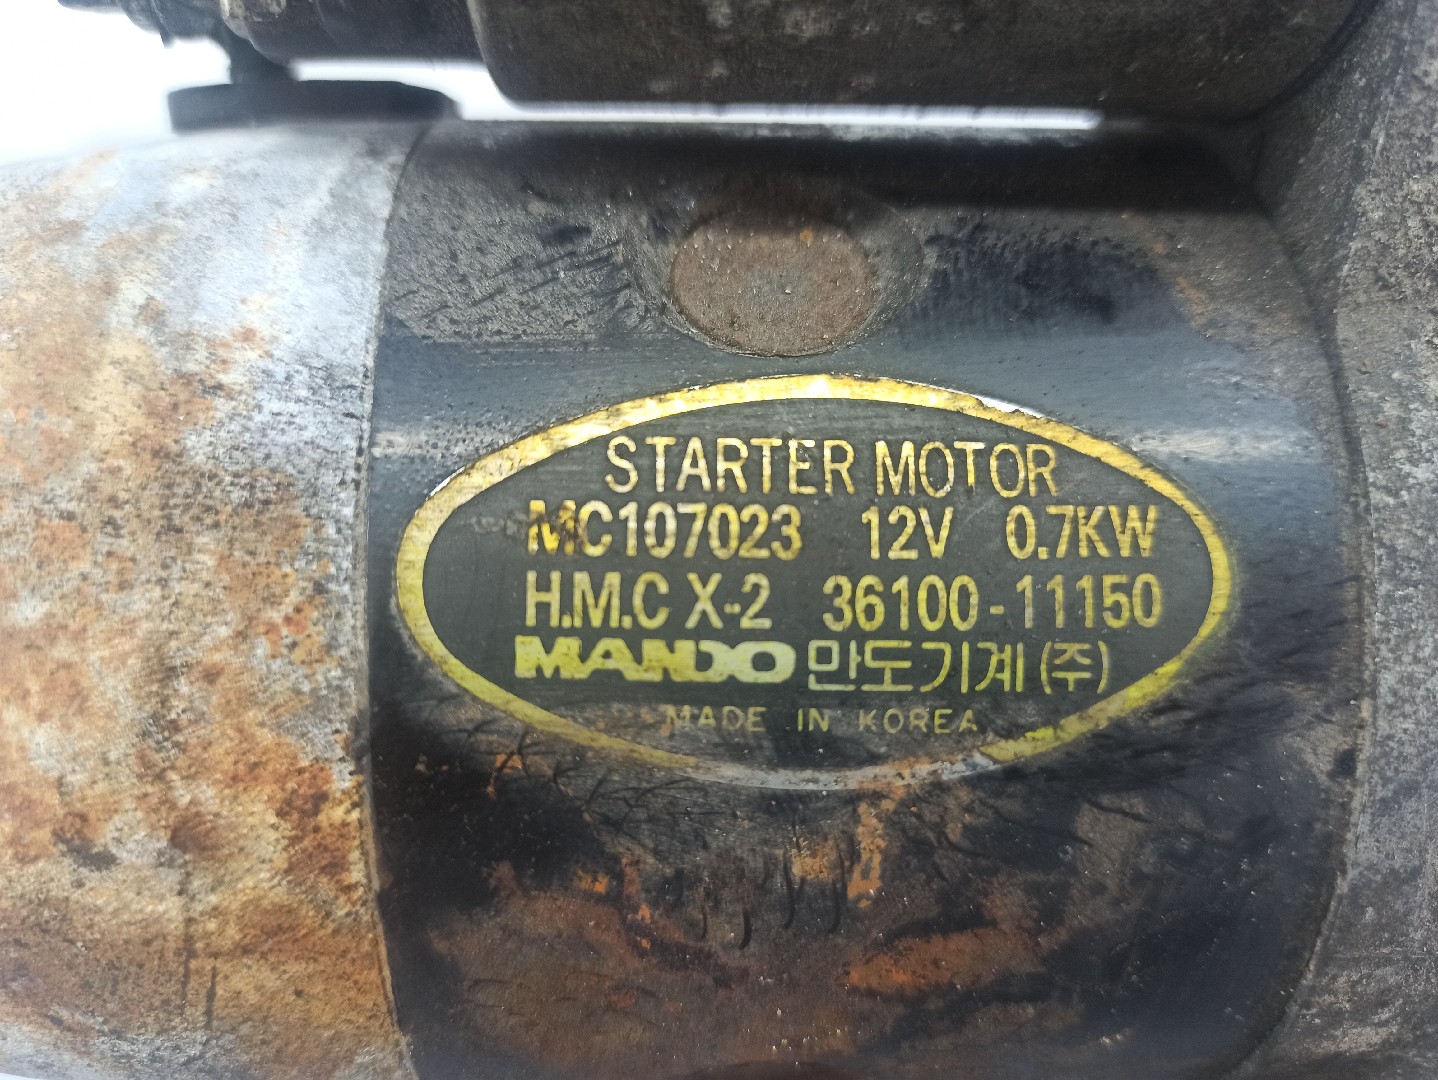 STARTER MOTOR
MC107023 12V 0.7KW
H.M.C X-2 36100-11150
MANDO 만도기계(주)
MADE IN KOREA